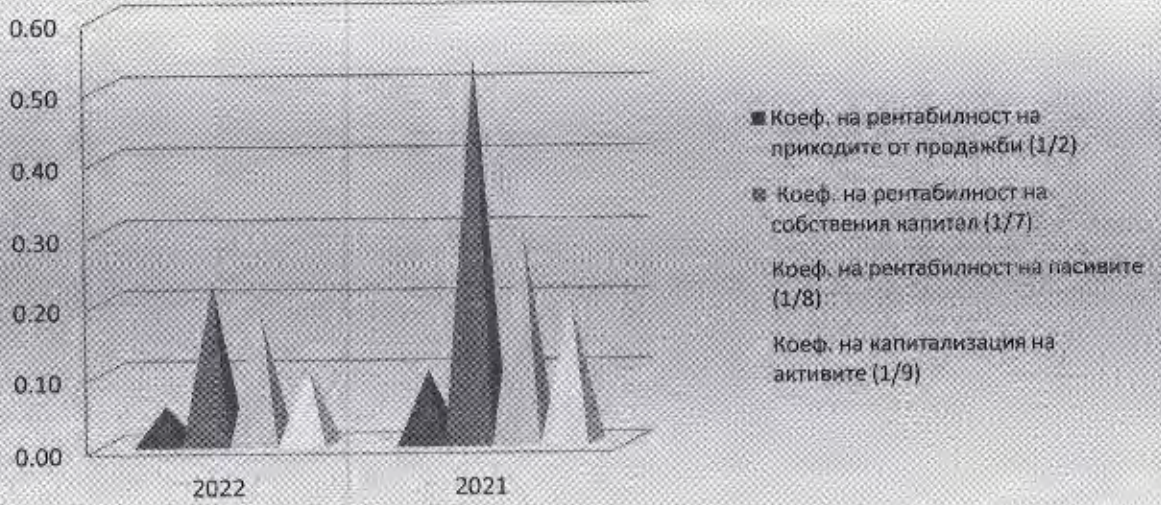 0.60
0.50
0.40
0.30
0.20
0.10
0.00
2022
2021
Коеф. на рентабилност на
приходите от продажби (1/2)
Коеф. на рентабилност на
собствения капитал (1/7)
Коеф. на рентабилност на пасивите
(1/8)
Коеф. на капитализация на
активите (1/9)